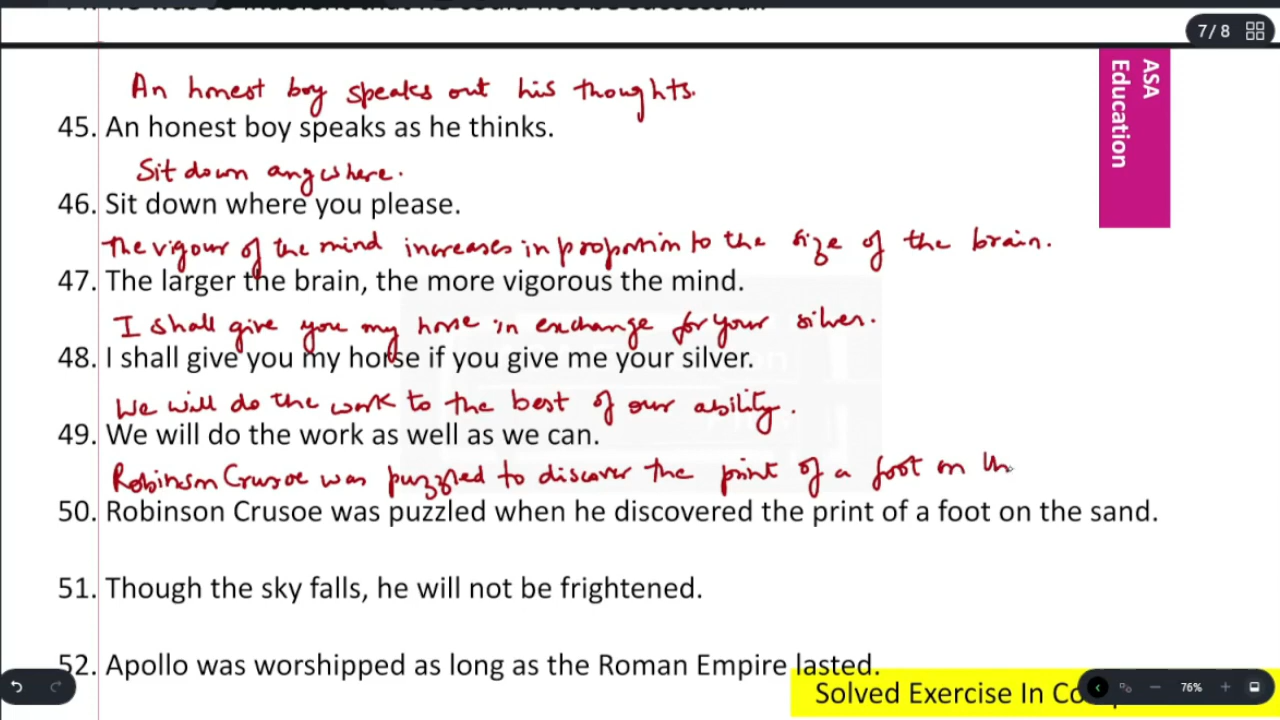 7/8
ASA
Education
An honest boy speaks out his thoughts.
45. An honest boy speaks as he thinks.
Sit down anywhere.
46. Sit down where you please.
The vigour of the mind increases in proportion to the size of the brain.
47. The larger the brain, the more vigorous the mind.
I shall give you my horse in exchange for your silver.
48. I shall give you my horse if you give me your silver.
We will do the work to the best of our ability.
49. We will do the work as well as we can.
Robinson Crusoe was puzzled to discover the print of a foot on th
50. Robinson Crusoe was puzzled when he discovered the print of a foot on the sand.
51. Though the sky falls, he will not be frightened.
52. Apollo was worshipped as long as the Roman Empire lasted.
Solved Exercise In
76%